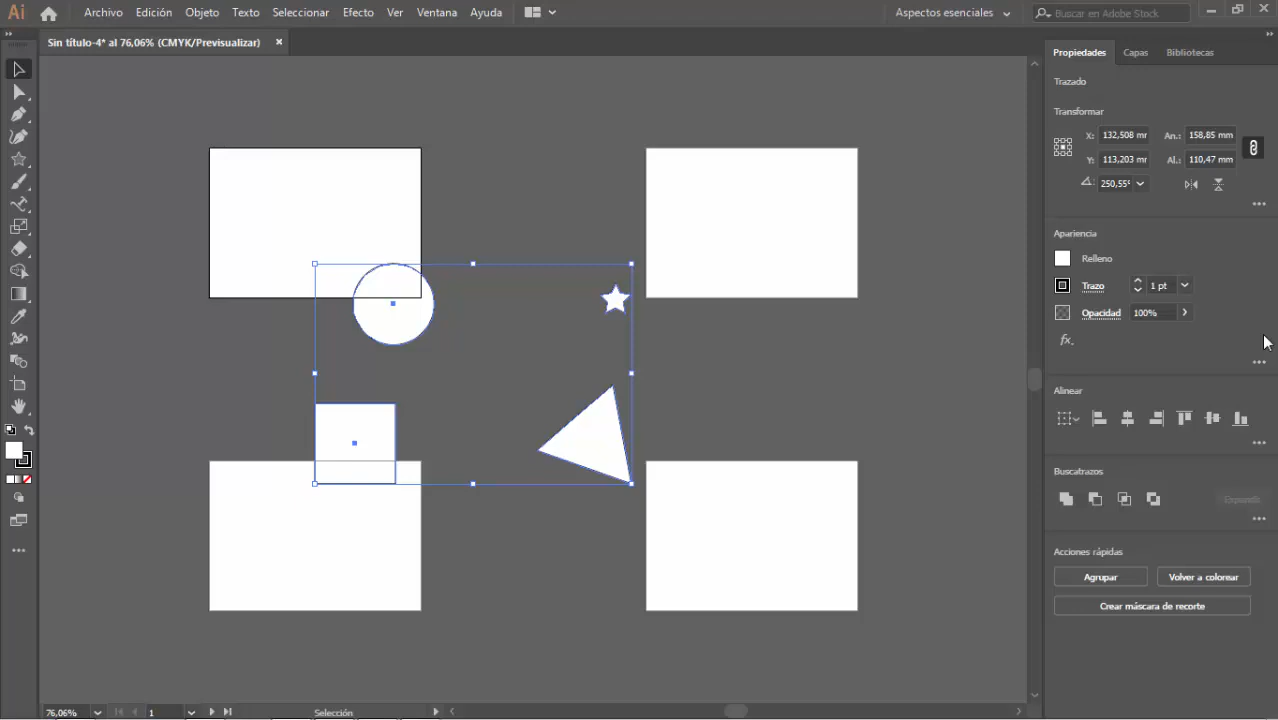 Ai Archivo Edición Objeto Texto Seleccionar Efecto Ver Ventana Ayuda Aspectos esenciales Buscar en Adobe Stock
Sin título-4* al 76,06% (CMYK/Previsualizar) ×
Propiedades Capas Bibliotecas
Trazado
Transformar
X: 132,508 mr An.: 158,85 mm
Y: 113,203 mr Al.: 110,47 mm
250,55°
Apariencia
Relleno
Trazo 1 pt
Opacidad 100%
fx.
Alinear
Buscatrazos
Expandir
Acciones rápidas
Agrupar Volver a colorear
Crear máscara de recorte
76,06% 1 Selección